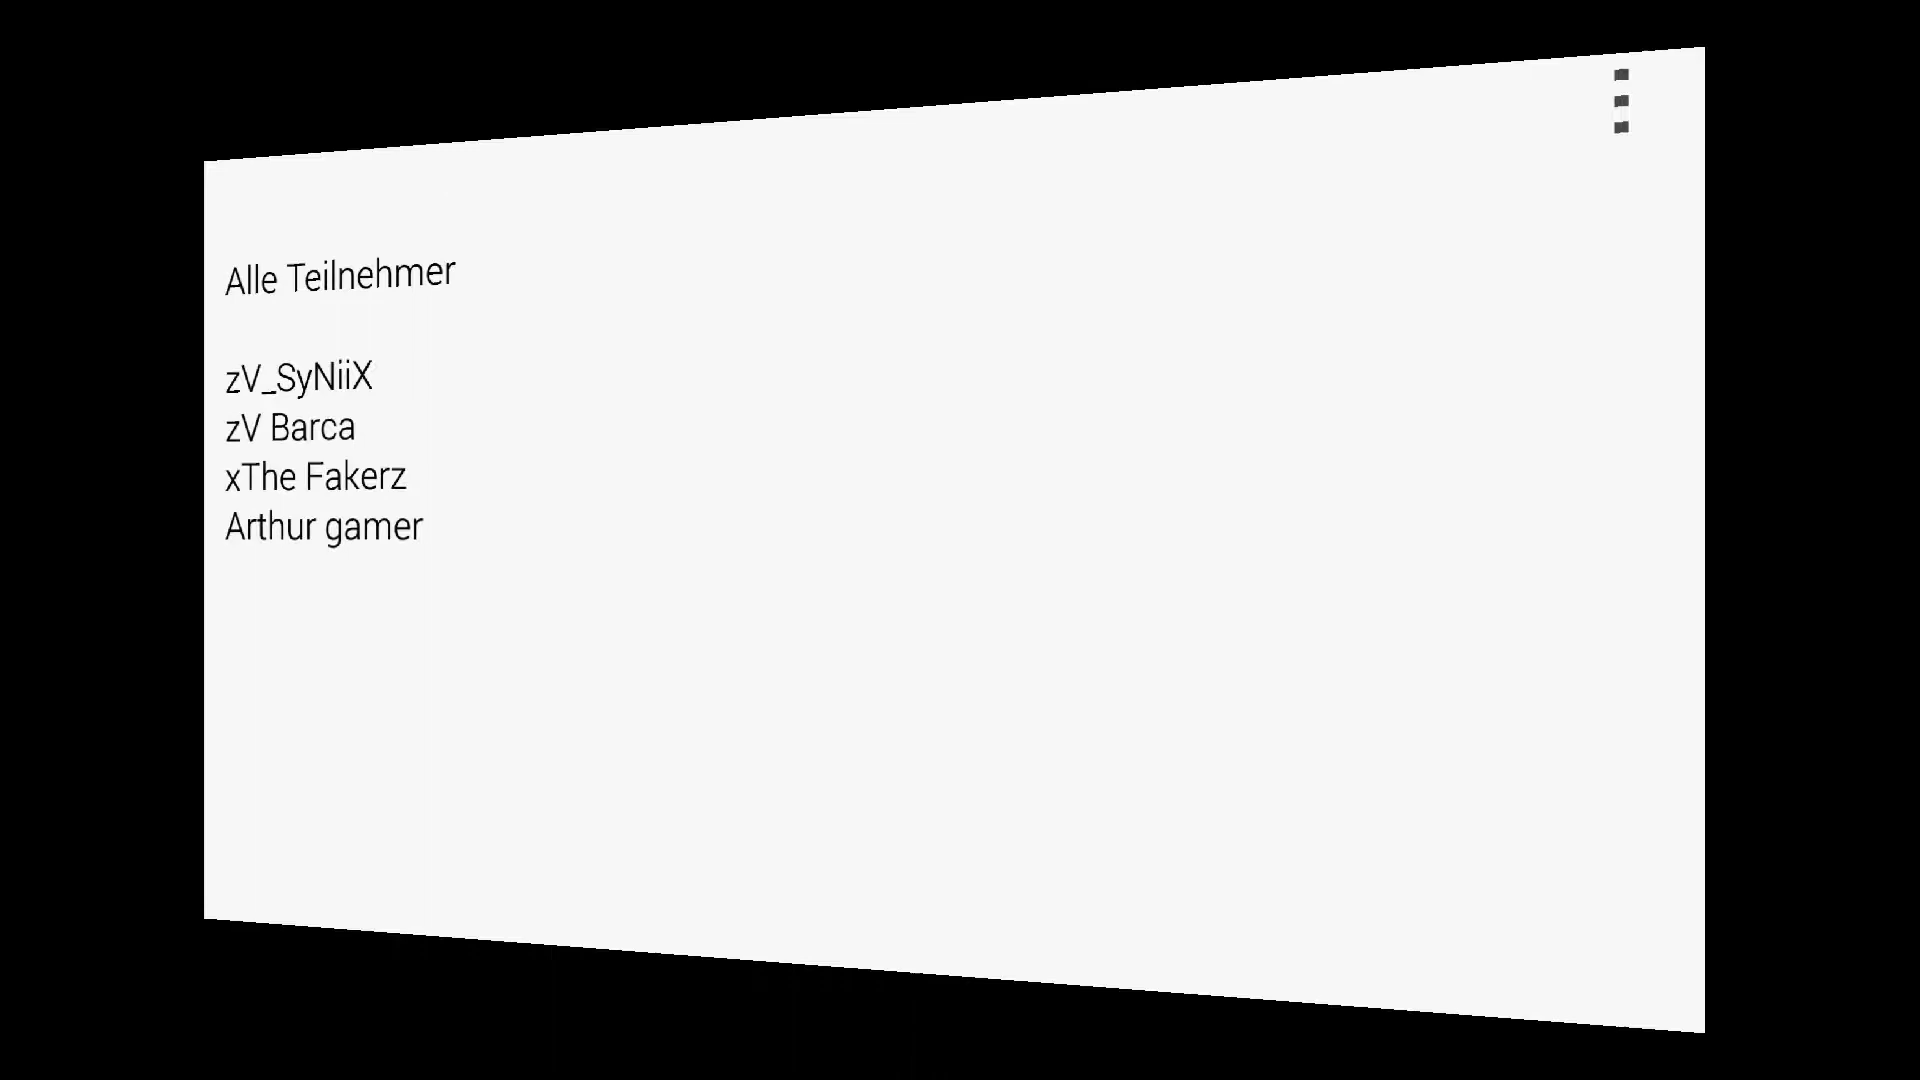 Alle Teilnehmer
zV_SyNiiX
zV Barca
xThe Fakerz
Arthur gamer